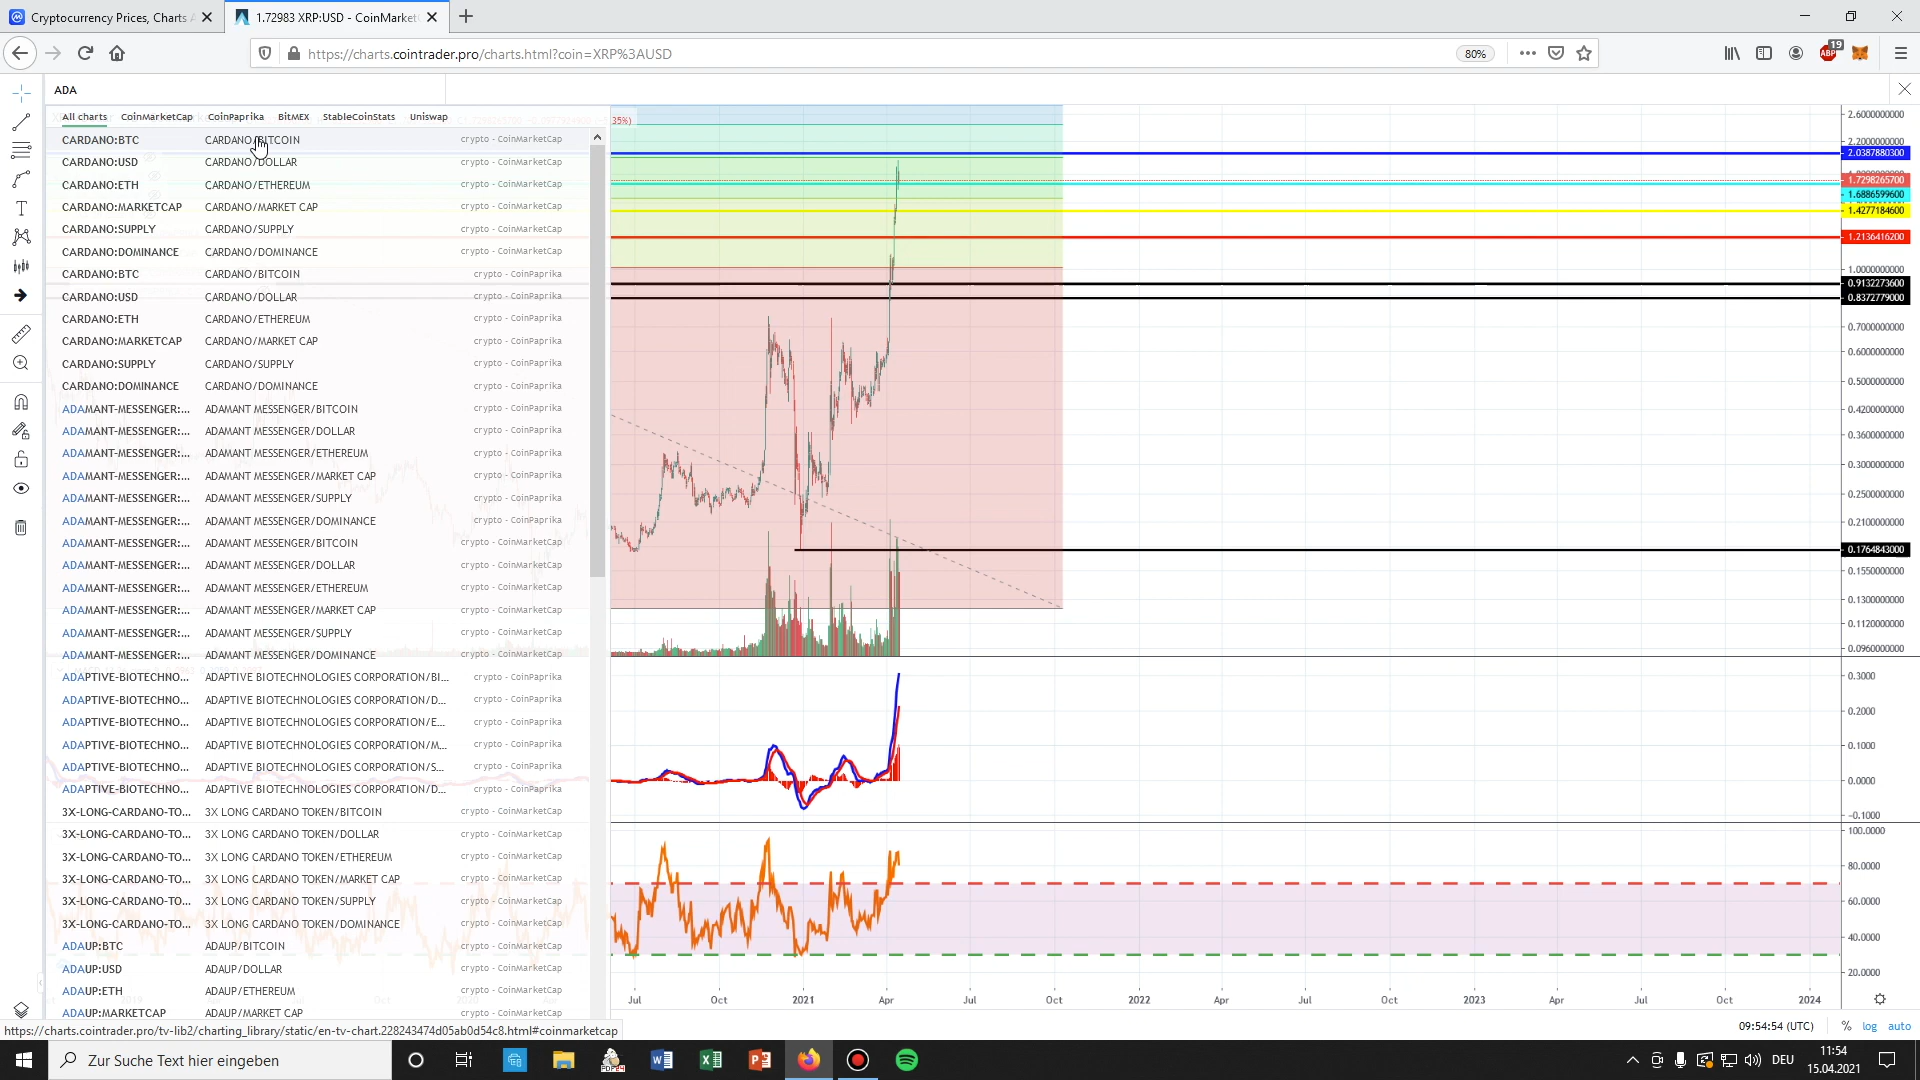 Cryptocurrency Prices, Charts A
1.72983 XRP:USD - CoinMarket
https://charts.cointrader.pro/charts.html?coin=XRP%3AUSD
80%
19
ABP
ADA
All charts CoinMarketCap CoinPaprika BitMEX StableCoinStats Uniswap
35%)
CARDANO:BTC CARDANO/BITCOIN crypto - CoinMarketCap
CARDANO:USD CARDANO/DOLLAR crypto - CoinMarketCap
CARDANO:ETH CARDANO/ETHEREUM crypto - CoinMarketCap
CARDANO:MARKETCAP CARDANO/MARKET CAP crypto - CoinMarketCap
CARDANO:SUPPLY CARDANO/SUPPLY crypto - CoinMarketCap
CARDANO:DOMINANCE CARDANO/DOMINANCE crypto - CoinMarketCap
CARDANO:BTC CARDANO/BITCOIN crypto - CoinPaprika
CARDANO:USD CARDANO/DOLLAR crypto - CoinPaprika
CARDANO:ETH CARDANO/ETHEREUM crypto - CoinPaprika
CARDANO:MARKETCAP CARDANO/MARKET CAP crypto - CoinPaprika
CARDANO:SUPPLY CARDANO/SUPPLY crypto - CoinPaprika
CARDANO:DOMINANCE CARDANO/DOMINANCE crypto - CoinPaprika
ADAMANT-MESSENGER:... ADAMANT MESSENGER/BITCOIN crypto - CoinPaprika
ADAMANT-MESSENGER:... ADAMANT MESSENGER/DOLLAR crypto - CoinPaprika
ADAMANT-MESSENGER:... ADAMANT MESSENGER/ETHEREUM crypto - CoinPaprika
ADAMANT-MESSENGER:... ADAMANT MESSENGER/MARKET CAP crypto - CoinPaprika
ADAMANT-MESSENGER:... ADAMANT MESSENGER/SUPPLY crypto - CoinPaprika
ADAMANT-MESSENGER:... ADAMANT MESSENGER/DOMINANCE crypto - CoinPaprika
ADAMANT-MESSENGER:... ADAMANT MESSENGER/BITCOIN crypto - CoinMarketCap
ADAMANT-MESSENGER:... ADAMANT MESSENGER/DOLLAR crypto - CoinMarketCap
ADAMANT-MESSENGER:... ADAMANT MESSENGER/ETHEREUM crypto - CoinMarketCap
ADAMANT-MESSENGER:... ADAMANT MESSENGER/MARKET CAP crypto - CoinMarketCap
ADAMANT-MESSENGER:... ADAMANT MESSENGER/SUPPLY crypto - CoinMarketCap
ADAMANT-MESSENGER:... ADAMANT MESSENGER/DOMINANCE crypto - CoinMarketCap
ADAPTIVE-BIOTECHNO... ADAPTIVE BIOTECHNOLOGIES CORPORATION/BI... crypto - CoinPaprika
ADAPTIVE-BIOTECHNO... ADAPTIVE BIOTECHNOLOGIES CORPORATION/D... crypto - CoinPaprika
ADAPTIVE-BIOTECHNO... ADAPTIVE BIOTECHNOLOGIES CORPORATION/E... crypto - CoinPaprika
ADAPTIVE-BIOTECHNO... ADAPTIVE BIOTECHNOLOGIES CORPORATION/M... crypto - CoinPaprika
ADAPTIVE-BIOTECHNO... ADAPTIVE BIOTECHNOLOGIES CORPORATION/S... crypto - CoinPaprika
ADAPTIVE-BIOTECHNO... ADAPTIVE BIOTECHNOLOGIES CORPORATION/D... crypto - CoinPaprika
3X-LONG-CARDANO-TO... 3X LONG CARDANO TOKEN/BITCOIN crypto - CoinMarketCap
3X-LONG-CARDANO-TO... 3X LONG CARDANO TOKEN/DOLLAR crypto - CoinMarketCap
3X-LONG-CARDANO-TO... 3X LONG CARDANO TOKEN/ETHEREUM crypto - CoinMarketCap
3X-LONG-CARDANO-TO... 3X LONG CARDANO TOKEN/MARKET CAP crypto - CoinMarketCap
3X-LONG-CARDANO-TO... 3X LONG CARDANO TOKEN/SUPPLY crypto - CoinMarketCap
3X-LONG-CARDANO-TO... 3X LONG CARDANO TOKEN/DOMINANCE crypto - CoinMarketCap
ADAUP:BTC ADAUP/BITCOIN crypto - CoinMarketCap
ADAUP:USD ADAUP/DOLLAR crypto - CoinMarketCap
ADAUP:ETH ADAUP/ETHEREUM crypto - CoinMarketCap
ADAUP:MARKETCAP ADAUP/MARKET CAP crypto - CoinMarketCap
2.6000000000
2.2000000000
2.0387880300
1.7298265700
1.6886599600
1.4277184600
1.2136416200
1.0000000000
0.9132273600
0.8372779000
0.7000000000
0.6000000000
0.5000000000
0.4200000000
0.3600000000
0.3000000000
0.2500000000
0.2100000000
0.1764843000
0.1550000000
0.1300000000
0.1120000000
0.0960000000
0.3000
0.2000
0.1000
0.0000
-0.1000
100.0000
80.0000
60.0000
40.0000
20.0000
Jul Oct 2021 Apr Jul Oct 2022 Apr Jul Oct 2023 Apr Jul Oct 2024
https://charts.cointrader.pro/tv-lib2/charting_library/static/en-tv-chart.228243474d05ab0d54c8.html#coinmarketcap
09:54:54 (UTC) % log auto
Zur Suche Text hier eingeben
DEU
11:54
15.04.2021